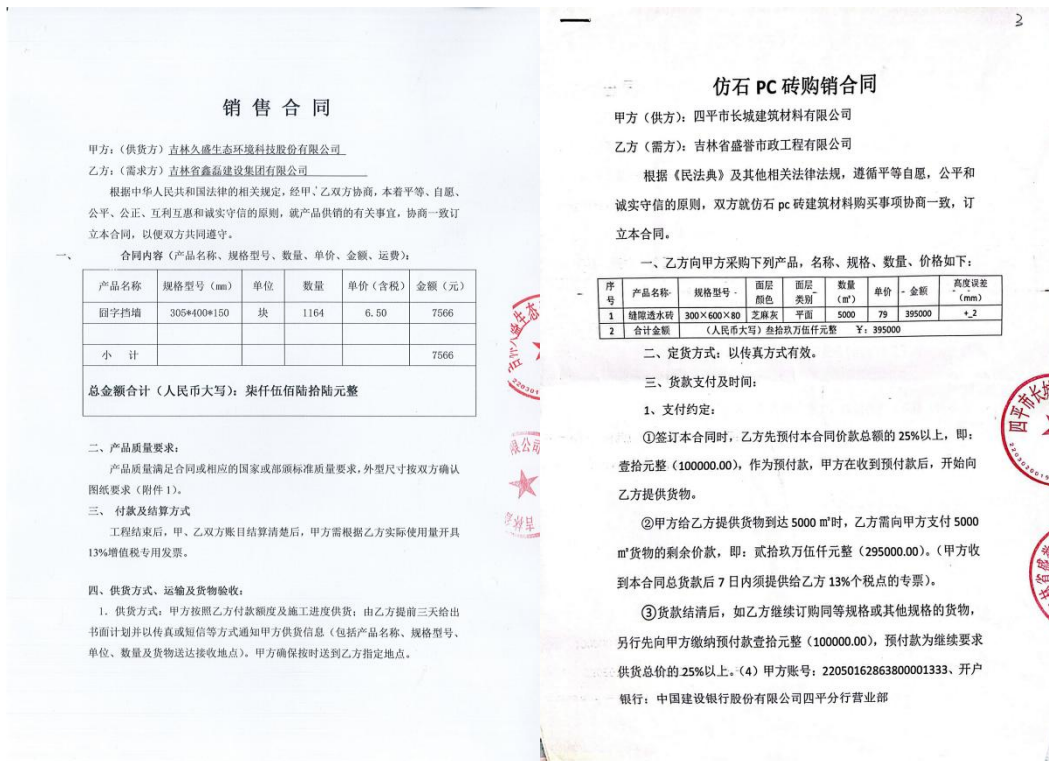 销售合同
甲方:(供货方)吉林久盛生态环境科技股份有限公司
乙方:(需求方)吉林省鑫磊建设集团有限公司
根据中华人民共和国法律的相关规定,经甲、乙双方协商,本着平等、自愿、
公平、公正、互利互惠和诚实守信的原则,就产品供销的有关事宜,协商一致订
立本合同,以便双方共同遵守。
一、 合同内容(产品名称、规格型号、数量、单价、金额、运费):
产品名称 规格型号(mm) 单位 数量 单价(含税) 金额(元)
回字挡墙 305*400*150 块 1164 6.50 7566
小 计 7566
总金额合计(人民币大写):柒仟伍佰陆拾陆元整
二、产品质量要求:
产品质量满足合同或相应的国家或部颁标准质量要求,外型尺寸按双方确认
图纸要求(附件1)。
三、 付款及结算方式
工程结束后,甲、乙双方账目结算清楚后,甲方需根据乙方实际使用量开具
13%增值税专用发票。
四、供货方式、运输及货物验收:
1. 供货方式:甲方按照乙方付款额度及施工进度供货;由乙方提前三天给出
书面计划并以传真或短信等方式通知甲方供货信息(包括产品名称、规格型号、
单位、数量及货物送达接收地点)。甲方确保按时送到乙方指定地点。
3
仿石 PC 砖购销合同
甲方(供方):四平市长城建筑材料有限公司
乙方(需方):吉林省盛誉市政工程有限公司
根据《民法典》及其他相关法律法规,遵循平等自愿,公平和
诚实守信的原则,双方就仿石 pc 砖建筑材料购买事项协商一致,订
立本合同。
一、乙方向甲方采购下列产品,名称、规格、数量、价格如下:
序号 产品名称 规格型号 面层颜色 面层类别 数量(㎡) 单价 金额 高度误差(mm)
1 缝隙透水砖 300×600×80 芝麻灰 平面 5000 79 395000 +_2
2 合计金额 (人民币大写)叁拾玖万伍仟元整 ¥:395000
二、定货方式:以传真方式有效。
三、货款支付及时间:
1、支付约定:
①签订本合同时,乙方先预付本合同价款总额的 25%以上,即:
壹拾元整(100000.00),作为预付款,甲方在收到预付款后,开始向
乙方提供货物。
②甲方给乙方提供货物到达 5000 ㎡时,乙方需向甲方支付 5000
㎡货物的剩余价款,即:贰拾玖万伍仟元整(295000.00)。(甲方收
到本合同总货款后 7 日内须提供给乙方 13%个税点的专票)。
③货款结清后,如乙方继续订购同等规格或其他规格的货物,
另行先向甲方缴纳预付款壹拾元整(100000.00),预付款为继续要求
供货总价的 25%以上。(4)甲方账号:22050162863800001333、开户
银行:中国建设银行股份有限公司四平分行营业部
四平市长城